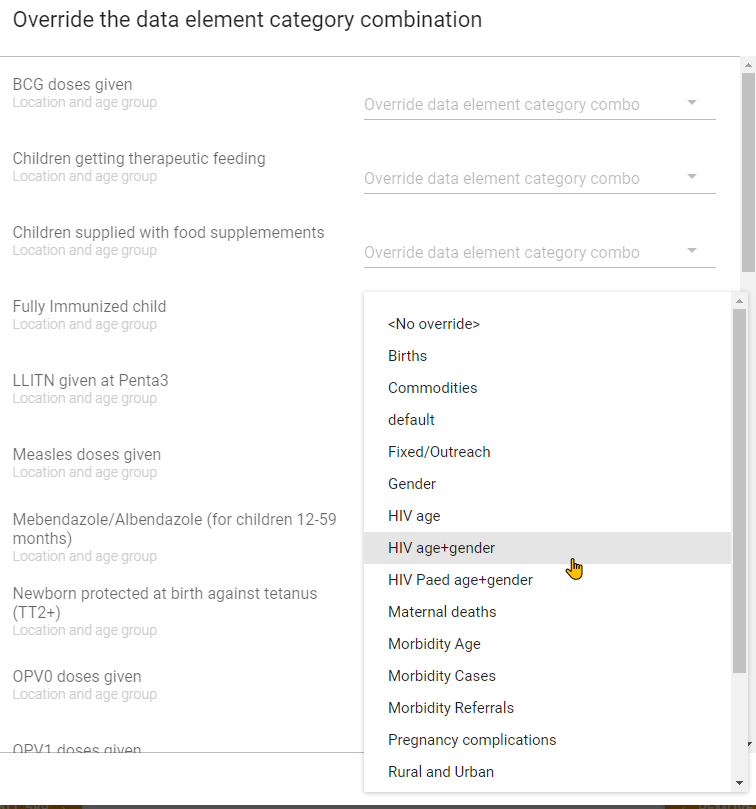 Override the data element category combination
BCG doses given
Location and age group
Override data element category combo
Children getting therapeutic feeding
Location and age group
Override data element category combo
Children supplied with food supplemements
Location and age group
Override data element category combo
Fully Immunized child
Location and age group
LLITN given at Penta3
Location and age group
Measles doses given
Location and age group
Mebendazole/Albendazole (for children 12-59
months)
Location and age group
Newborn protected at birth against tetanus
(TT2+)
Location and age group
OPV0 doses given
Location and age group
OPV1 doses given
<No override>
Births
Commodities
default
Fixed/Outreach
Gender
HIV age
HIV age+gender
HIV Paed age+gender
Maternal deaths
Morbidity Age
Morbidity Cases
Morbidity Referrals
Pregnancy complications
Rural and Urban